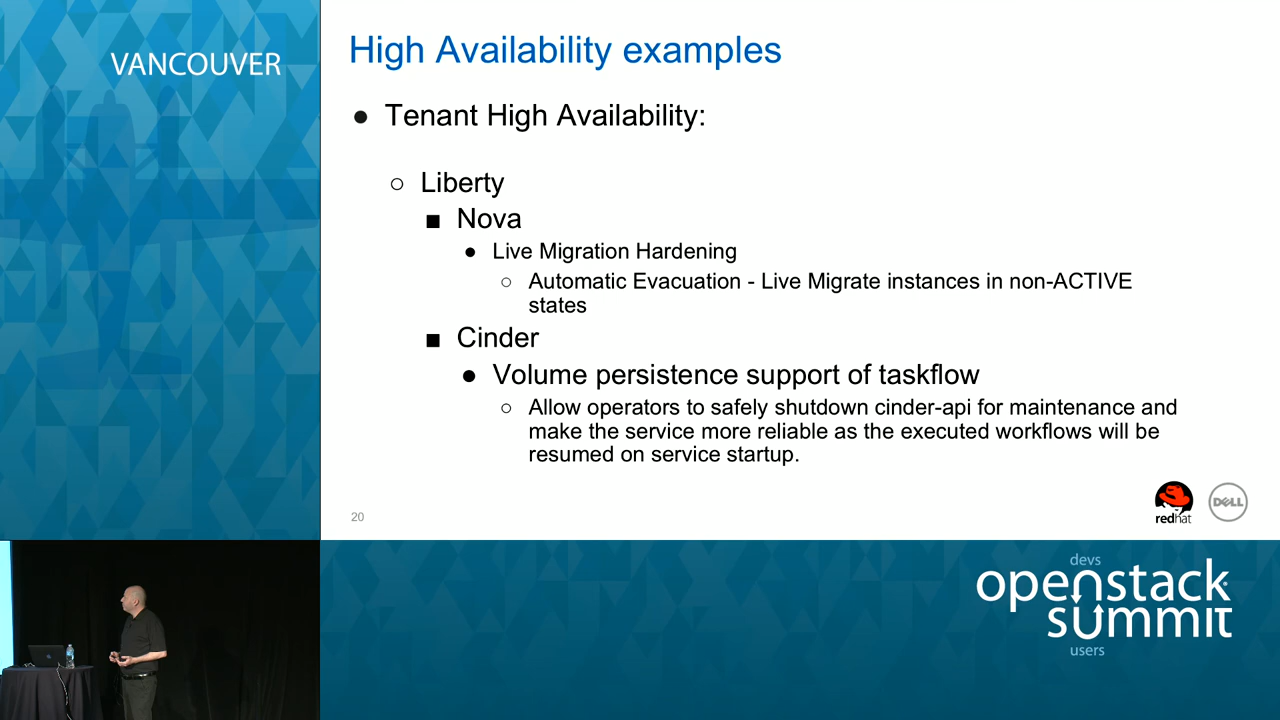 VANCOUVER
High Availability examples
● Tenant High Availability:
○ Liberty
■ Nova
● Live Migration Hardening
○ Automatic Evacuation - Live Migrate instances in non-ACTIVE
states
■ Cinder
● Volume persistence support of taskflow
○ Allow operators to safely shutdown cinder-api for maintenance and
make the service more reliable as the executed workflows will be
resumed on service startup.
20
redhat
DELL
devs
openstack
summit
users